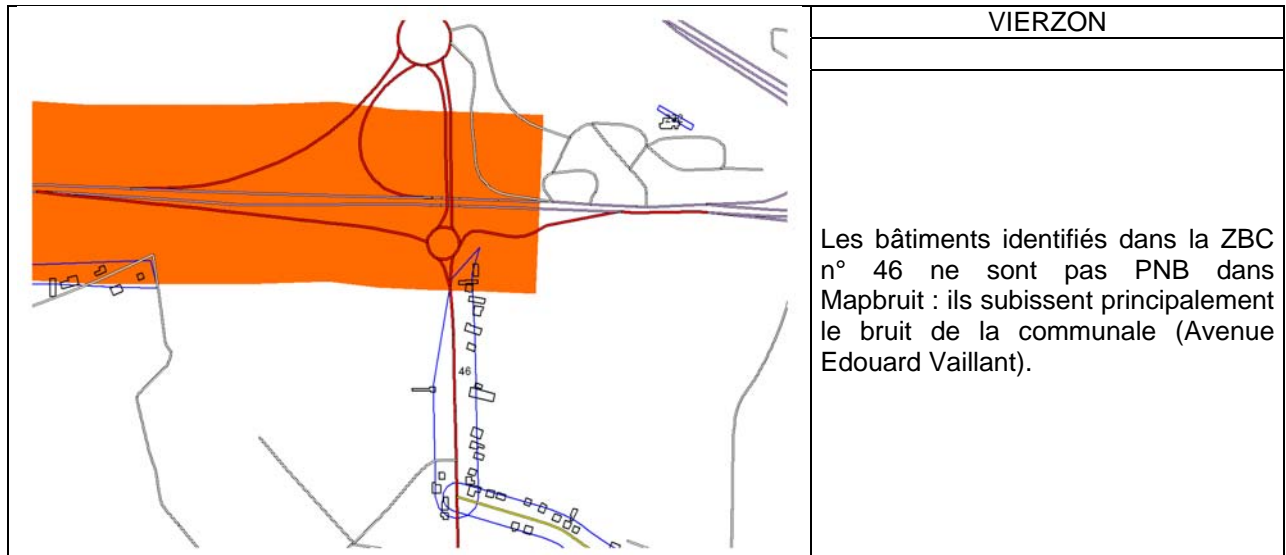 VIERZON
Les bâtiments identifiés dans la ZBC
n° 46 ne sont pas PNB dans
Mapbruit : ils subissent principalement
le bruit de la communale (Avenue
Edouard Vaillant).
46